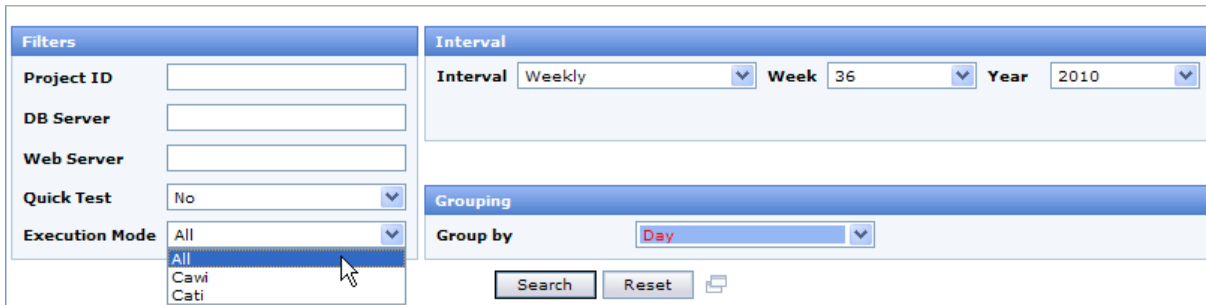 Filters
Project ID
DB Server
Web Server
Quick Test No
Execution Mode All
All
Cawi
Cati
Interval
Interval Weekly Week 36 Year 2010
Grouping
Group by Day
Search Reset